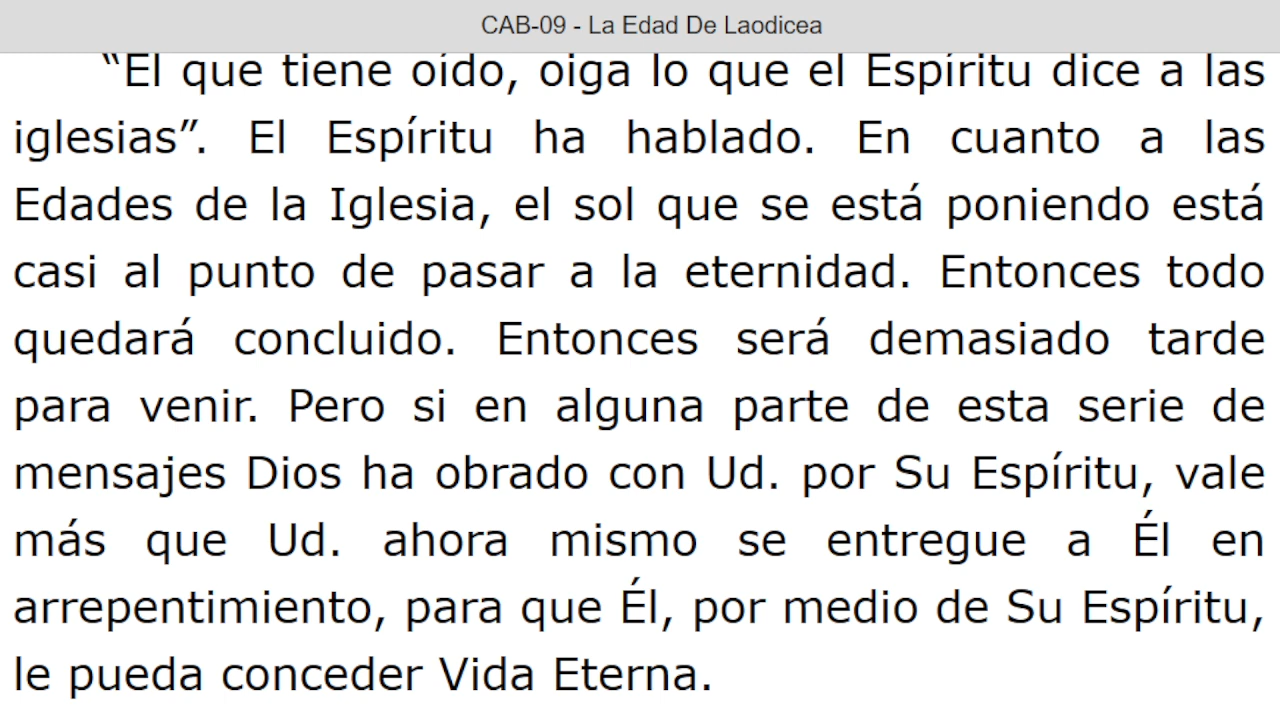 CAB-09 - La Edad De Laodicea
“El que tiene oído, oiga lo que el Espíritu dice a las
iglesias”. El Espíritu ha hablado. En cuanto a las
Edades de la Iglesia, el sol que se está poniendo está
casi al punto de pasar a la eternidad. Entonces todo
quedará concluido. Entonces será demasiado tarde
para venir. Pero si en alguna parte de esta serie de
mensajes Dios ha obrado con Ud. por Su Espíritu, vale
más que Ud. ahora mismo se entregue a Él en
arrepentimiento, para que Él, por medio de Su Espíritu,
le pueda conceder Vida Eterna.